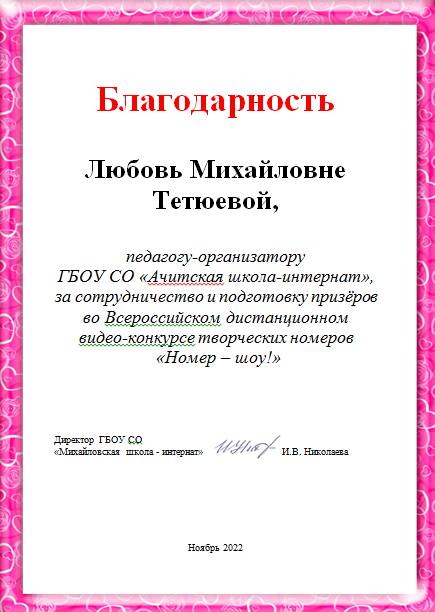 Благодарность
Любовь Михайловне
Тетюевой,
педагогу-организатору
ГБОУ СО «Ачитская школа-интернат»,
за сотрудничество и подготовку призёров
во Всероссийском дистанционном
видео-конкурсе творческих номеров
«Номер – шоу!»
Директор ГБОУ СО
«Михайловская школа - интернат» И.В. Николаева
Ноябрь 2022